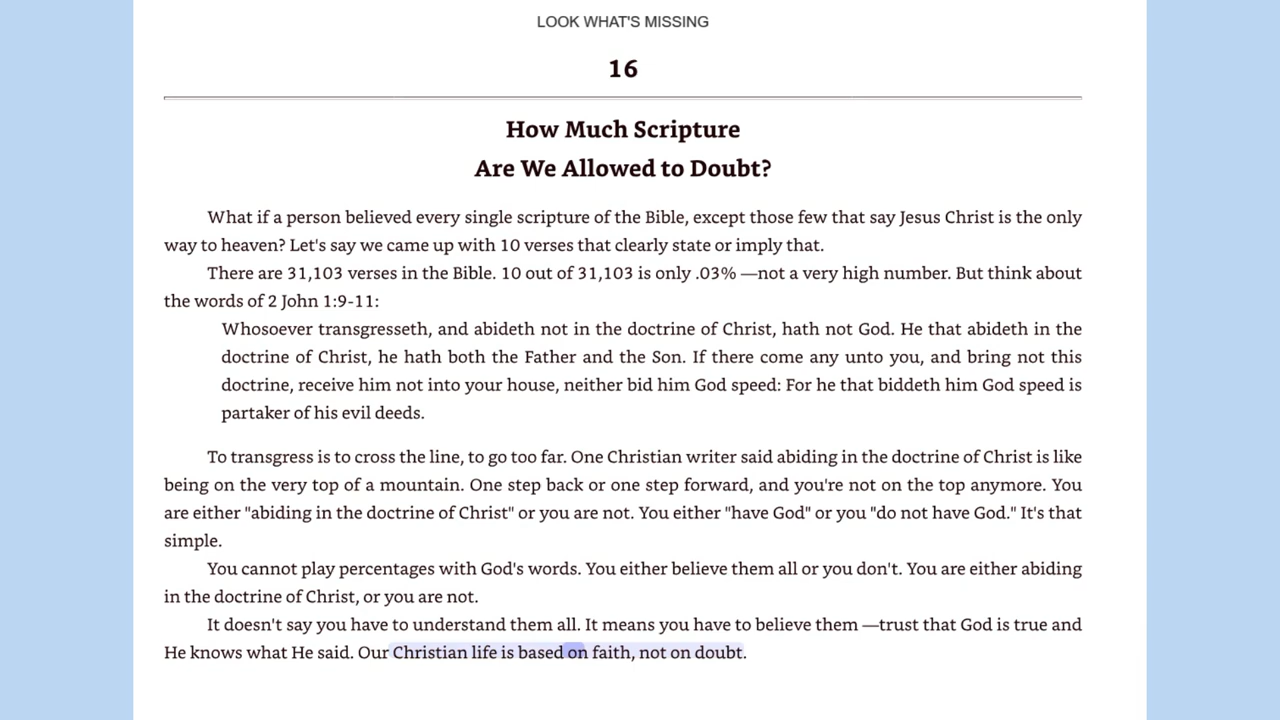 LOOK WHAT'S MISSING
16
How Much Scripture
Are We Allowed to Doubt?
What if a person believed every single scripture of the Bible, except those few that say Jesus Christ is the only
way to heaven? Let's say we came up with 10 verses that clearly state or imply that.
There are 31,103 verses in the Bible. 10 out of 31,103 is only .03% —not a very high number. But think about
the words of 2 John 1:9-11:
Whosoever transgresseth, and abideth not in the doctrine of Christ, hath not God. He that abideth in the
doctrine of Christ, he hath both the Father and the Son. If there come any unto you, and bring not this
doctrine, receive him not into your house, neither bid him God speed: For he that biddeth him God speed is
partaker of his evil deeds.
To transgress is to cross the line, to go too far. One Christian writer said abiding in the doctrine of Christ is like
being on the very top of a mountain. One step back or one step forward, and you're not on the top anymore. You
are either "abiding in the doctrine of Christ" or you are not. You either "have God" or you "do not have God." It's that
simple.
You cannot play percentages with God's words. You either believe them all or you don't. You are either abiding
in the doctrine of Christ, or you are not.
It doesn't say you have to understand them all. It means you have to believe them —trust that God is true and
He knows what He said. Our Christian life is based on faith, not on doubt.